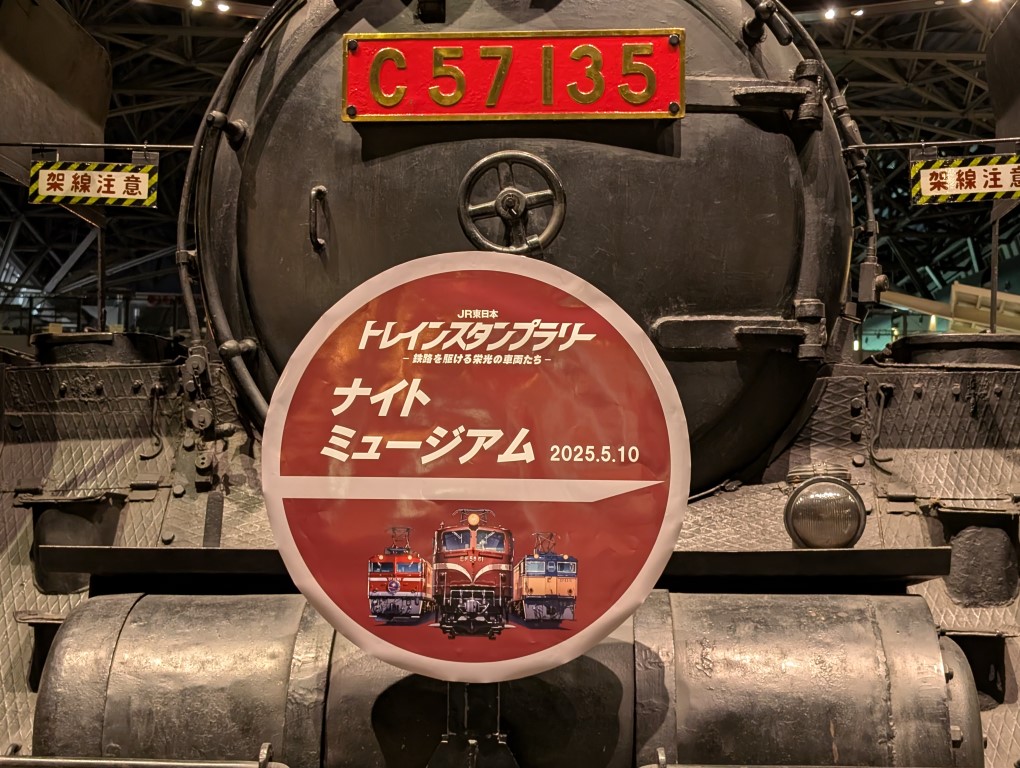 C57 135
架線注意
架線注意
JR東日本
トレインスタンプラリー
-鉄路を駆ける栄光の車両たち-
ナイト
ミュージアム 2025.5.10